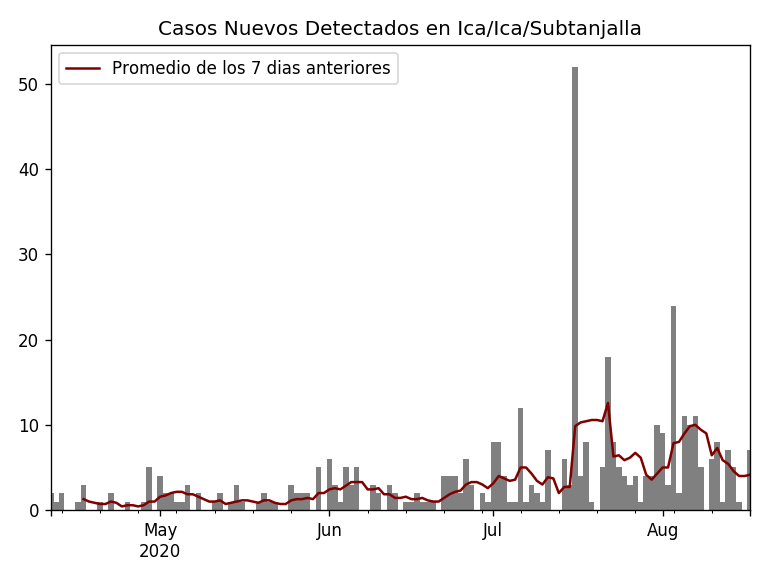 Casos Nuevos Detectados en Ica/Ica/Subtanjalla
Promedio de los 7 dias anteriores
50
40
30
20
10
0
May Jun Jul Aug
2020